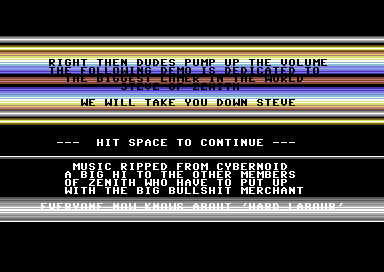 RIGHT THEN DUDES PUMP UP THE VOLUME
THE FOLLOWING DEMO IS DEDICATED TO
THE BIGGEST LAMER IN THE WORLD
STEVE OF ZENITH
WE WILL TAKE YOU DOWN STEVE
--- HIT SPACE TO CONTINUE ---
MUSIC RIPPED FROM CYBERNOID
A BIG HI TO THE OTHER MEMBERS
OF ZENITH WHO HAVE TO PUT UP
WITH THE BIG BULLSHIT MERCHANT
EVERYONE NOW KNOWS ABOUT 'HARD LABOUR'